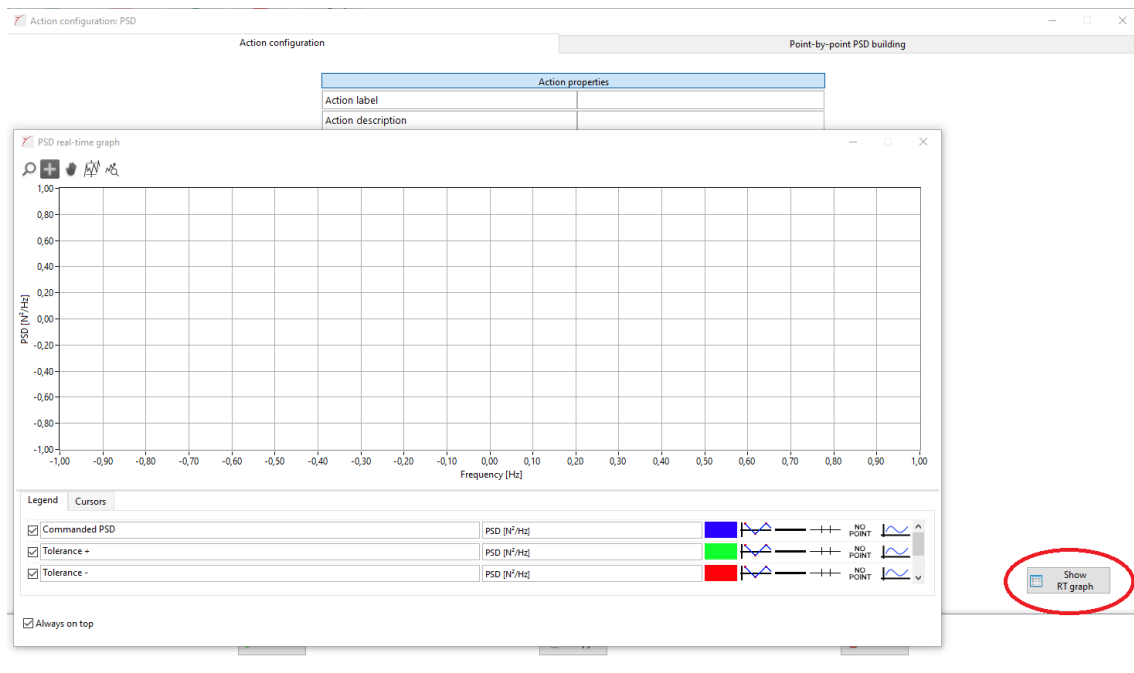 Action configuration: PSD
Action configuration
Point-by-point PSD building
Action properties
Action label
Action description
PSD real-time graph
1,00
0,80
0,60
0,40
0,20
0,00
-0,20
-0,40
-0,60
-0,80
-1,00
PSD [N²/Hz]
-1,00 -0,90 -0,80 -0,70 -0,60 -0,50 -0,40 -0,30 -0,20 -0,10 0,00 0,10 0,20 0,30 0,40 0,50 0,60 0,70 0,80 0,90 1,00
Frequency [Hz]
Legend Cursors
Commanded PSD PSD [N²/Hz] NO POINT
Tolerance + PSD [N²/Hz] NO POINT
Tolerance - PSD [N²/Hz] NO POINT
Show
RT graph
Always on top